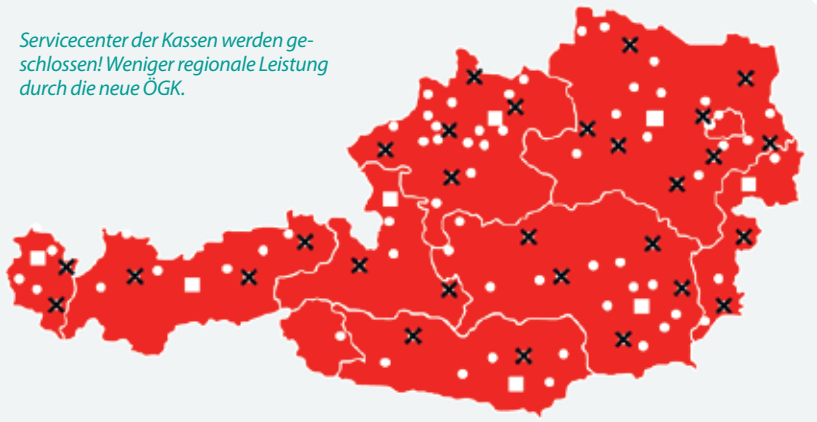 Servicecenter der Kassen werden ge-
schlossen! Weniger regionale Leistung
durch die neue ÖGK.